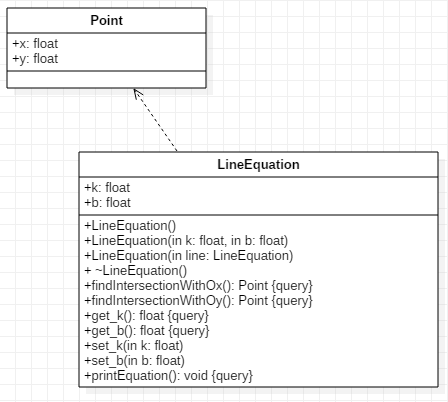 Point
+x: float
+y: float
LineEquation
+k: float
+b: float
+LineEquation()
+LineEquation(in k: float, in b: float)
+LineEquation(in line: LineEquation)
+ ~LineEquation()
+findIntersectionWithOx(): Point {query}
+findIntersectionWithOy(): Point {query}
+get_k(): float {query}
+get_b(): float {query}
+set_k(in k: float)
+set_b(in b: float)
+printEquation(): void {query}